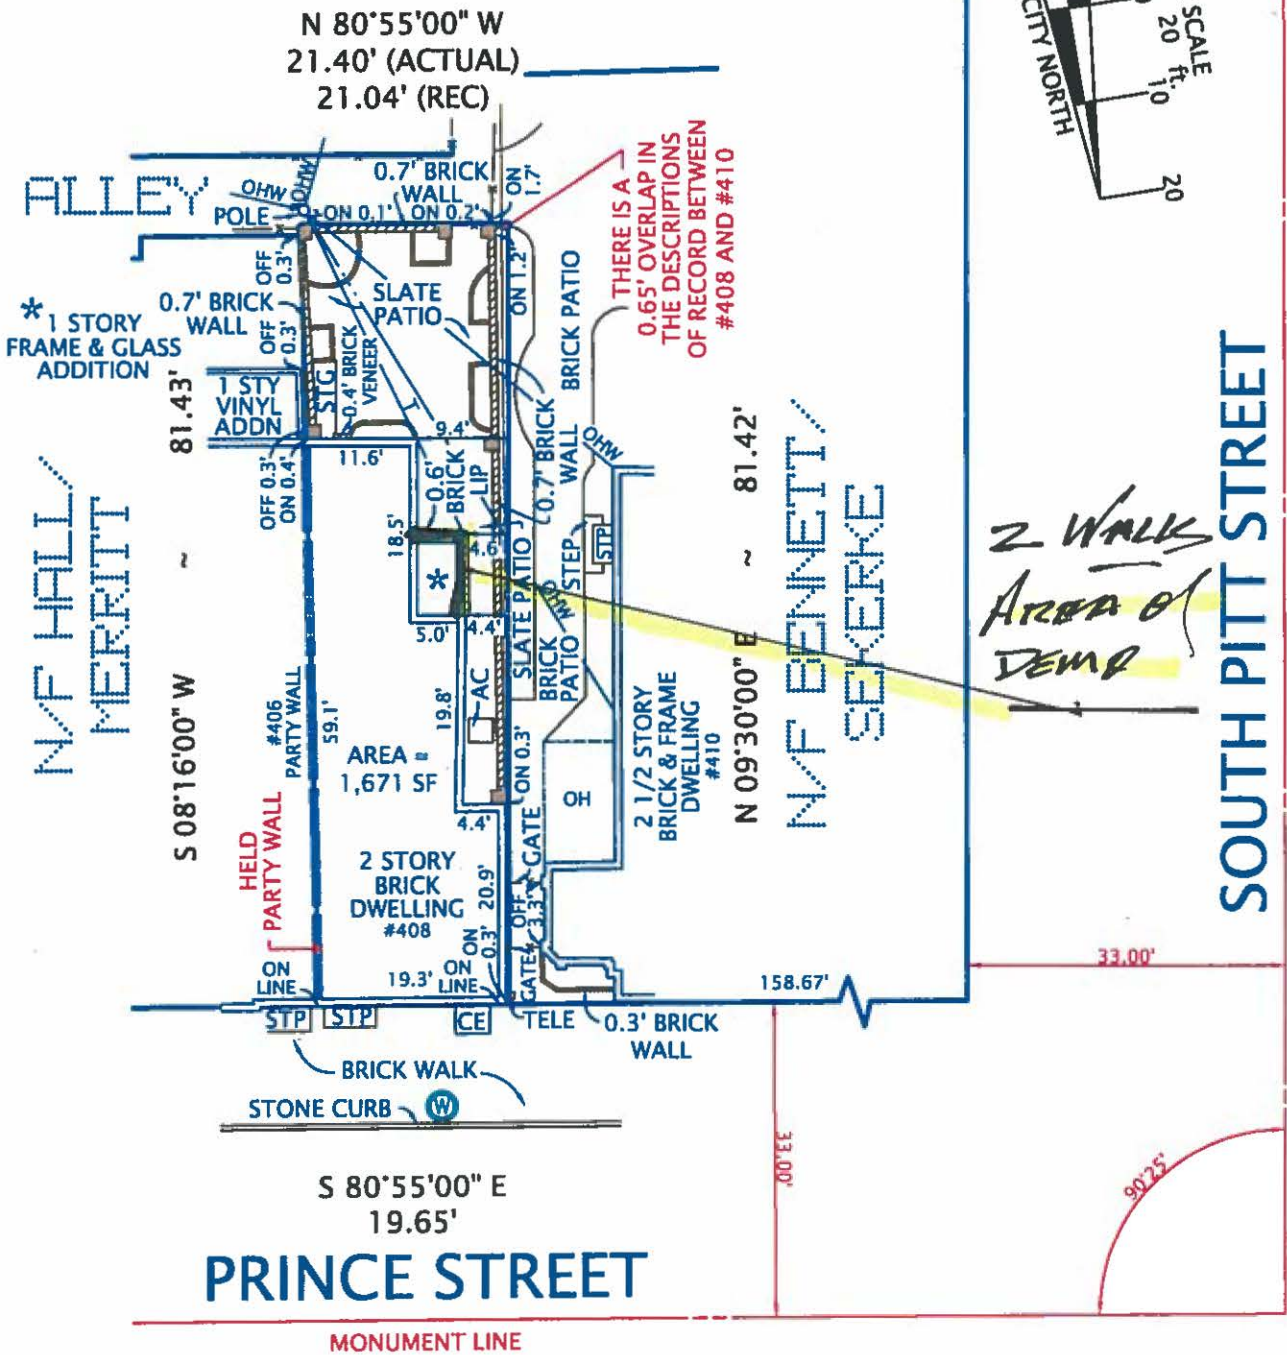 N 80°55'00" W
21.40' (ACTUAL)
21.04' (REC)
SCALE
20 ft.
10
20
CITY NORTH
ALLEY
OHW
OHW
POLE
0.7' BRICK
WALL
ON 0.1'
ON 0.2'
ON
1.7'
THERE IS A
0.65' OVERLAP IN
THE DESCRIPTIONS
OF RECORD BETWEEN
#408 AND #410
OFF
0.3'
0.7' BRICK
WALL
OFF
0.3'
SLATE
PATIO
ON 1.2'
BRICK PATIO
* 1 STORY
FRAME & GLASS
ADDITION
1 STY
VINYL
ADDN
STG
0.4' BRICK
VENEER
81.43'
~
S 08°16'00" W
N/F HALL/
MERRITT
OFF 0.3'
ON 0.4'
11.6'
9.4'
0.6'
BRICK
LIP
0.7' BRICK
WALL
OHW
18.5'
4.6'
*
5.0'
4.4'
SLATE PATIO
BRICK
PATIO
STEP
OHW
STP
81.42'
~
N 09°30'00" E
N/F BENNETT/
SEKERKE
2 WALLS
AREA of
DEMO
SOUTH PITT STREET
#406
PARTY WALL
59.1'
AREA =
1,671 SF
19.8'
AC
ON 0.3'
4.4'
OH
2 1/2 STORY
BRICK & FRAME
DWELLING
#410
HELD
PARTY WALL
2 STORY
BRICK
DWELLING
#408
20.9'
ON
0.3'
OFF
3.3'
GATE
GATE
ON
LINE
19.3'
ON
LINE
158.67'
33.00'
STP
STP
CE
TELE
0.3' BRICK
WALL
BRICK WALK
STONE CURB
W
33.00'
90°25'
S 80°55'00" E
19.65'
PRINCE STREET
MONUMENT LINE